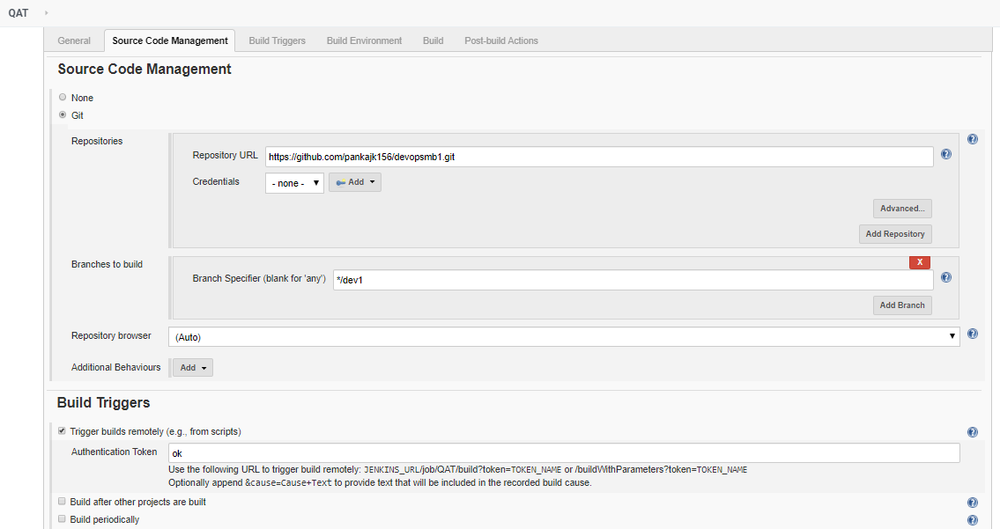 QAT
General Source Code Management Build Triggers Build Environment Build Post-build Actions
Source Code Management
None
Git
Repositories
Repository URL https://github.com/pankajk156/devopsmb1.git
Credentials - none - Add
Advanced...
Add Repository
Branches to build
X
Branch Specifier (blank for 'any') */dev1
Add Branch
Repository browser (Auto)
Additional Behaviours Add
Build Triggers
Trigger builds remotely (e.g., from scripts)
Authentication Token ok
Use the following URL to trigger build remotely: JENKINS_URL/job/QAT/build?token=TOKEN_NAME or /buildWithParameters?token=TOKEN_NAME
Optionally append &cause=Cause+Text to provide text that will be included in the recorded build cause.
Build after other projects are built
Build periodically